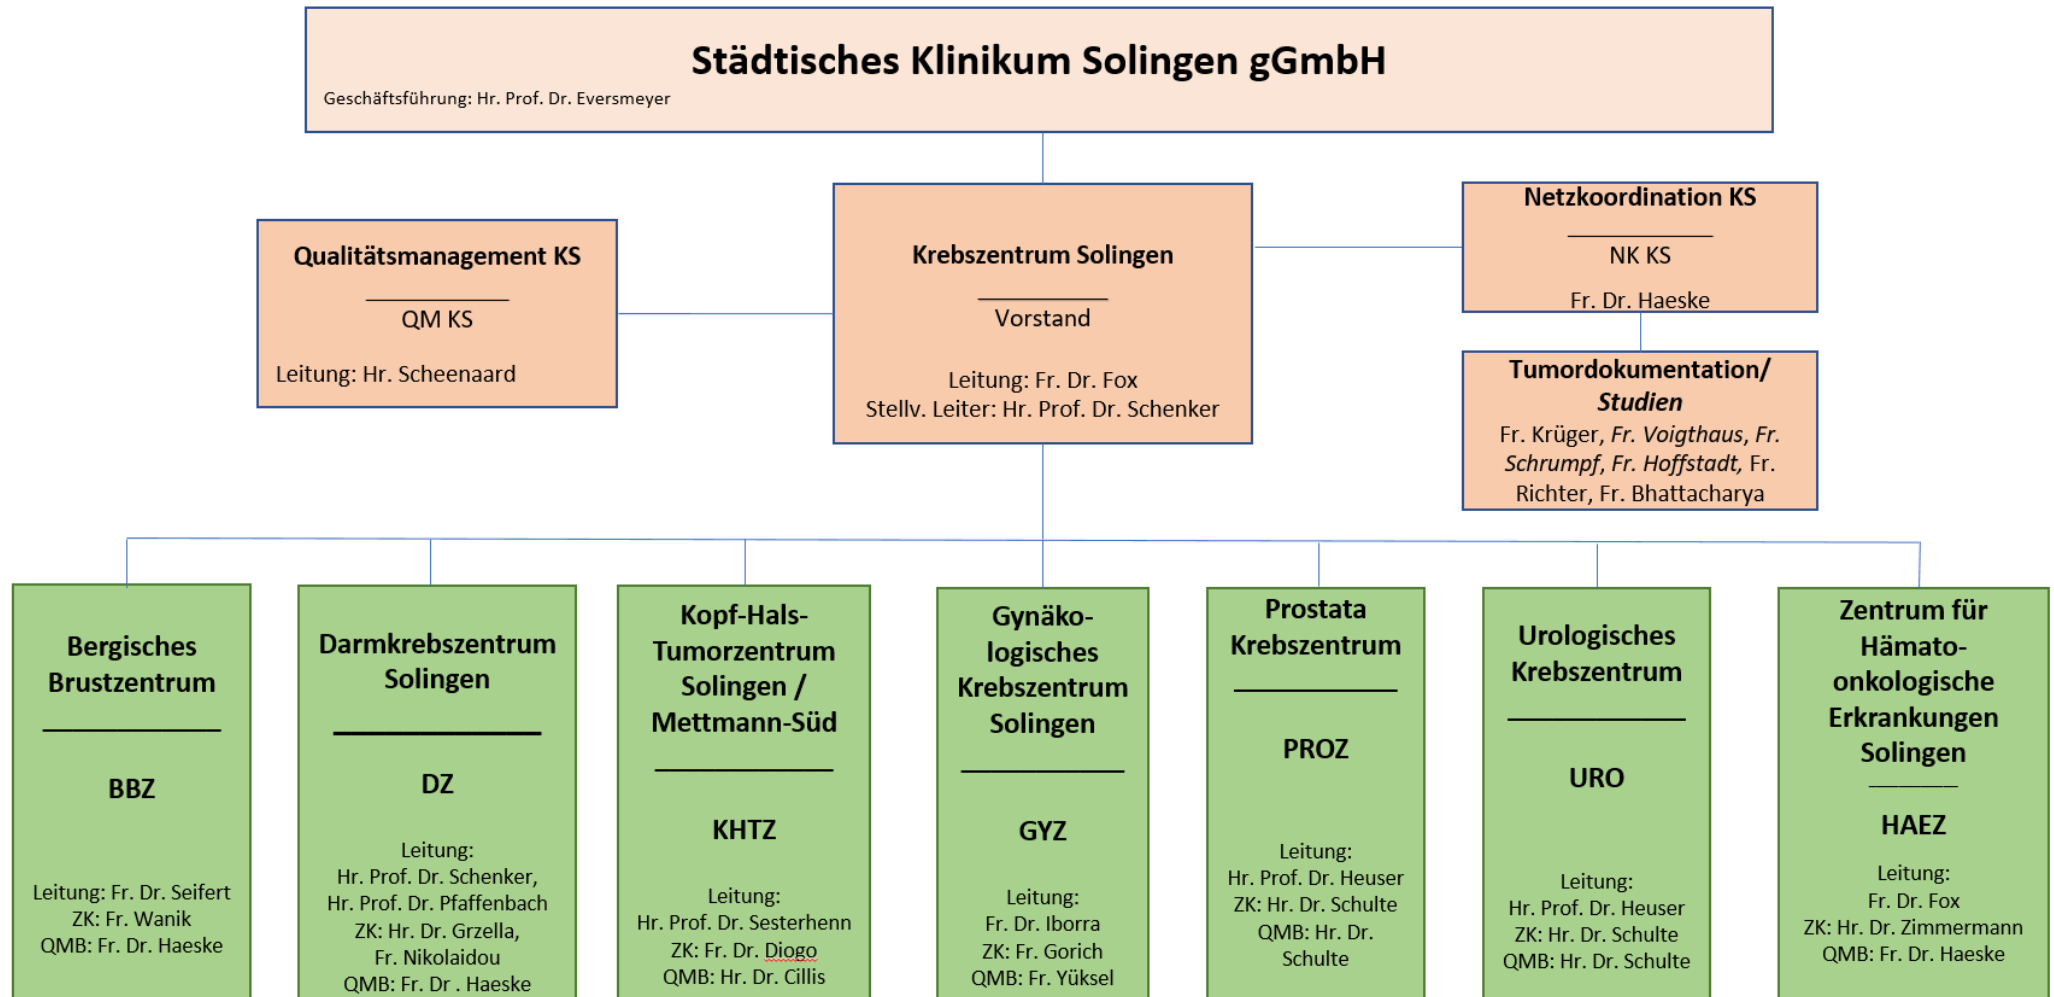 Städtisches Klinikum Solingen gGmbH
Geschäftsführung: Hr. Prof. Dr. Eversmeyer
Qualitätsmanagement KS
QM KS
Leitung: Hr. Scheenaard
Krebszentrum Solingen
Vorstand
Leitung: Fr. Dr. Fox
Stellv. Leiter: Hr. Prof. Dr. Schenker
Netzkoordination KS
NK KS
Fr. Dr. Haeske
Tumordokumentation/
Studien
Fr. Krüger, Fr. Voigthaus, Fr.
Schrumpf, Fr. Hoffstadt, Fr.
Richter, Fr. Bhattacharya
Bergisches
Brustzentrum
BBZ
Leitung: Fr. Dr. Seifert
ZK: Fr. Wanik
QMB: Fr. Dr. Haeske
Darmkrebszentrum
Solingen
DZ
Leitung:
Hr. Prof. Dr. Schenker,
Hr. Prof. Dr. Pfaffenbach
ZK: Hr. Dr. Grzella,
Fr. Nikolaidou
QMB: Fr. Dr . Haeske
Kopf-Hals-
Tumorzentrum
Solingen /
Mettmann-Süd
KHTZ
Leitung:
Hr. Prof. Dr. Sesterhenn
ZK: Fr. Dr. Diogo
QMB: Hr. Dr. Cillis
Gynäko-
logisches
Krebszentrum
Solingen
GYZ
Leitung:
Fr. Dr. Iborra
ZK: Fr. Gorich
QMB: Fr. Yüksel
Prostata
Krebszentrum
PROZ
Leitung:
Hr. Prof. Dr. Heuser
ZK: Hr. Dr. Schulte
QMB: Hr. Dr.
Schulte
Urologisches
Krebszentrum
URO
Leitung:
Hr. Prof. Dr. Heuser
ZK: Hr. Dr. Schulte
QMB: Hr. Dr. Schulte
Zentrum für
Hämato-
onkologische
Erkrankungen
Solingen
HAEZ
Leitung:
Fr. Dr. Fox
ZK: Hr. Dr. Zimmermann
QMB: Fr. Dr. Haeske